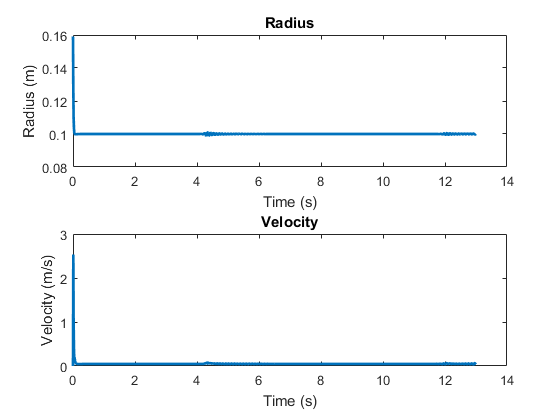 Radius
0.16
0.14
0.12
0.1
0.08
Radius (m)
0 2 4 6 8 10 12 14
Time (s)
Velocity
3
2
1
0
Velocity (m/s)
0 2 4 6 8 10 12 14
Time (s)